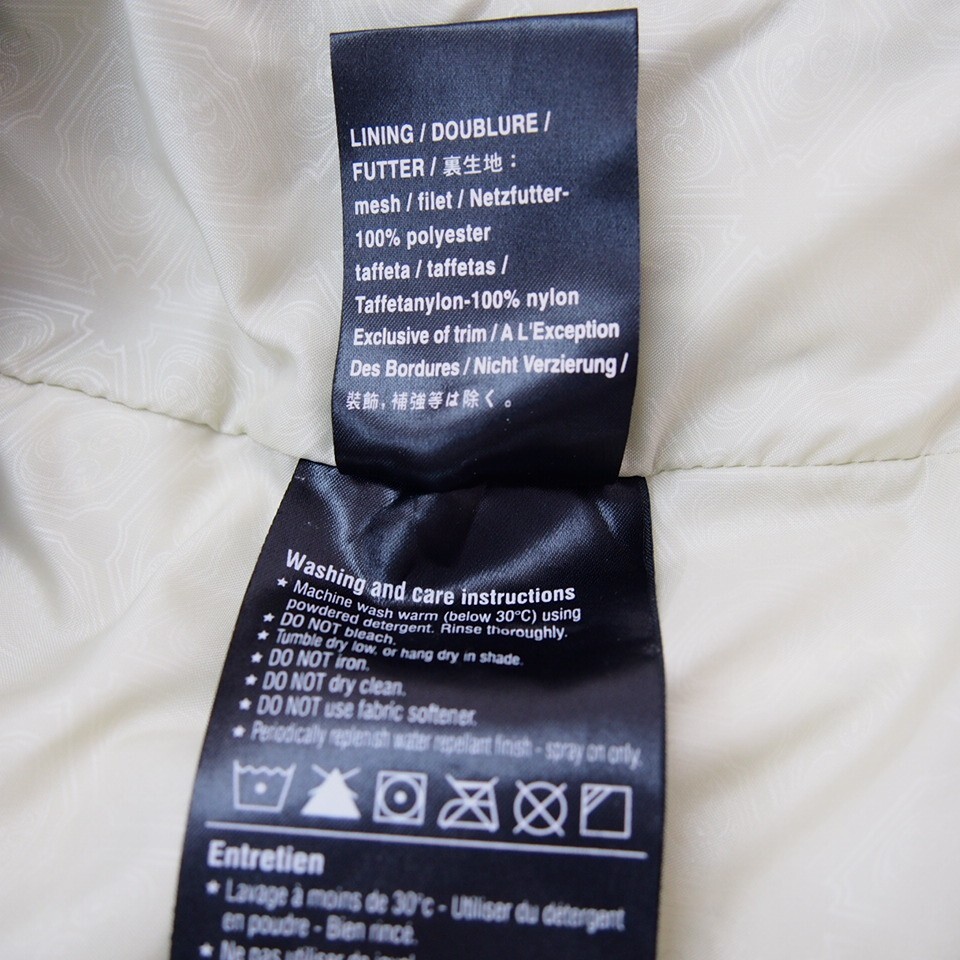 LINING / DOUBLURE /
FUTTER / 裏生地：
mesh / filet / Netzfutter-
100% polyester
taffeta / taffetas /
Taffetanylon-100% nylon
Exclusive of trim / A L'Exception
Des Bordures / Nicht Verzierung /
装飾，補強等は除く。
Washing and care instructions
★ Machine wash warm (below 30°C) using
powdered detergent. Rinse thoroughly.
★ DO NOT bleach.
★ Tumble dry low, or hang dry in shade.
★ DO NOT iron.
★ DO NOT dry clean.
★ DO NOT use fabric softener.
★ Periodically replenish water repellant finish - spray on only.
Entretien
★ Lavage à moins de 30°c - Utiliser du détergent
en poudre - Bien rincé.
★ Ne pas utiliser de